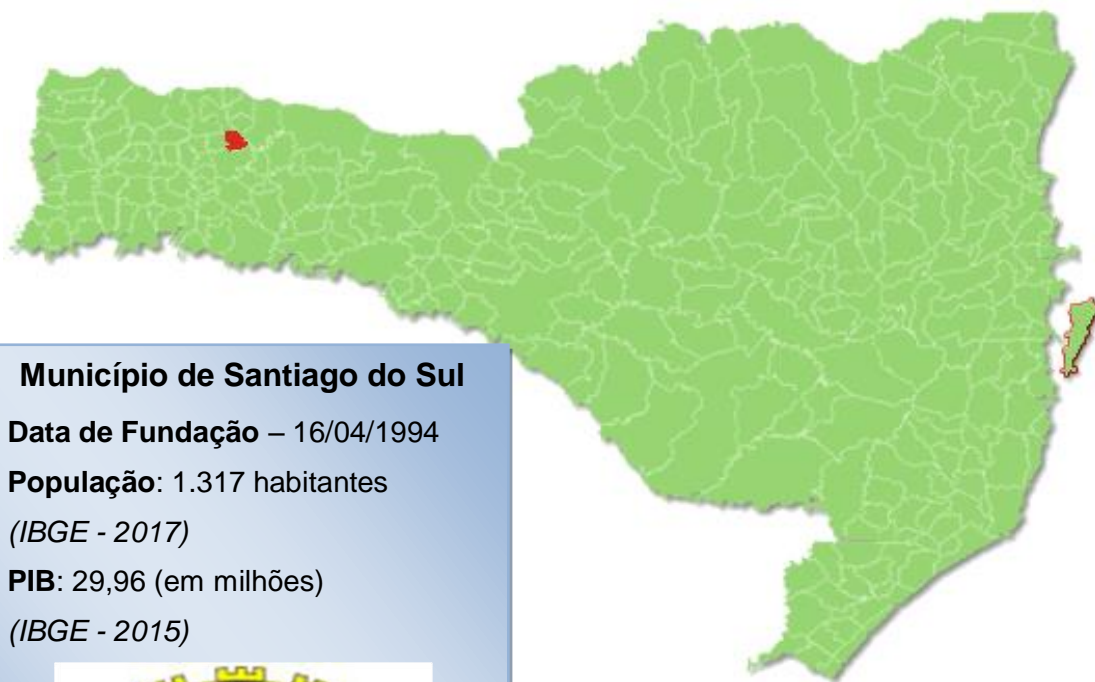 Município de Santiago do Sul
Data de Fundação – 16/04/1994
População: 1.317 habitantes
(IBGE - 2017)
PIB: 29,96 (em milhões)
(IBGE - 2015)